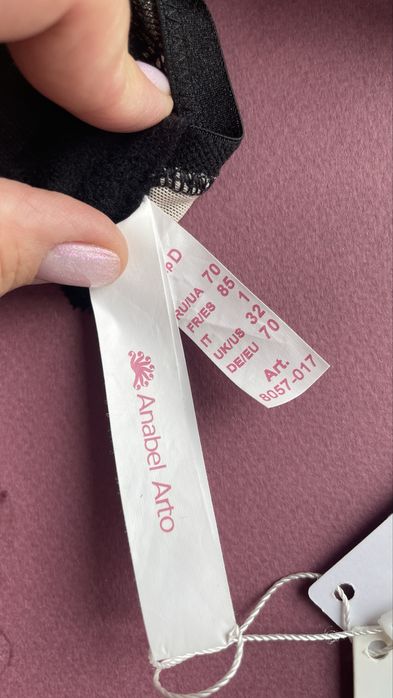 D
RU/UA 70
FR/ES 85
IT 1
UK/US 32
DE/EU 70
Art.
8057-017
Anabel Arto